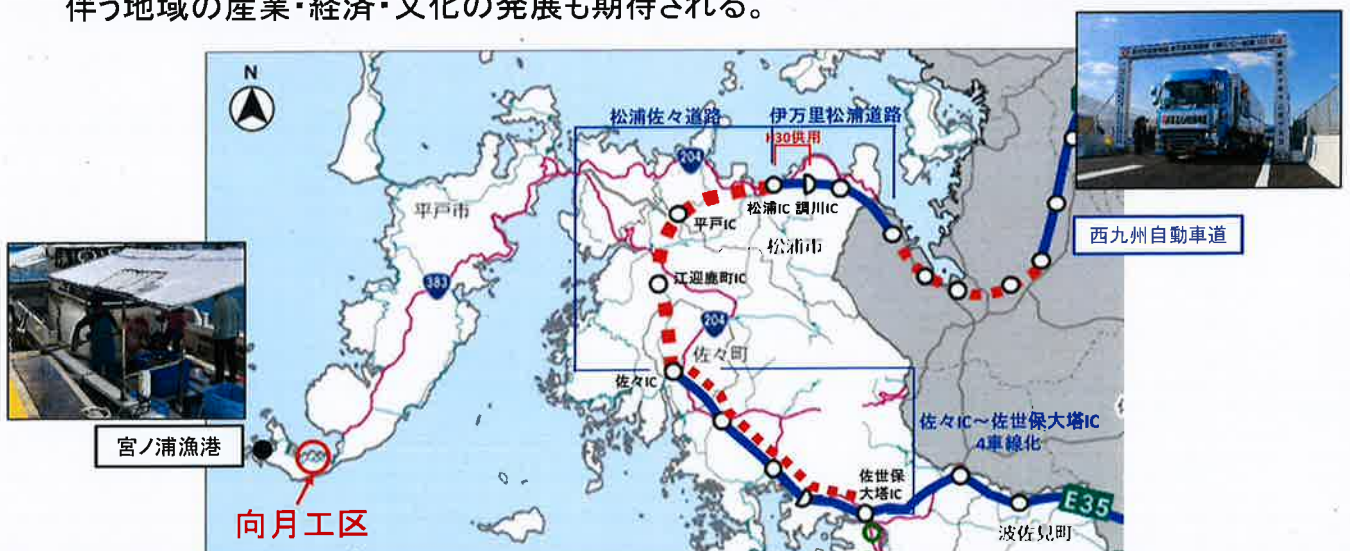 伴う地域の産業・経済・文化の発展も期待される。
N
松浦佐々道路
伊万里松浦道路
H30供用
204
平戸市
平戸IC
松浦IC 調川IC
松浦市
西九州自動車道
383
江迎鹿町IC
204
佐々町
佐々IC
宮ノ浦漁港
佐々IC～佐世保大塔IC
4車線化
佐世保
大塔IC
E35
向月工区
波佐見町